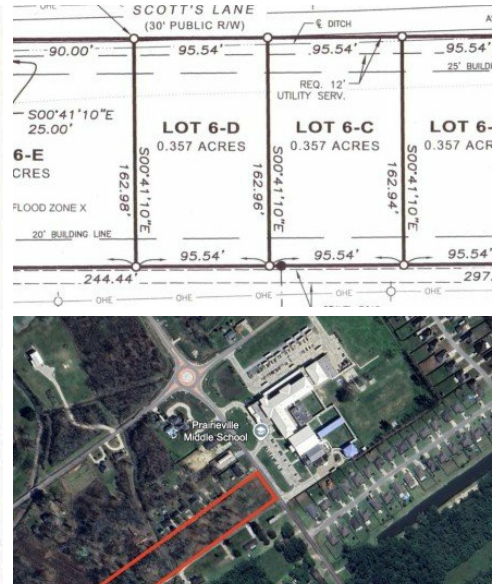 SCOTT'S LANE
(30' PUBLIC R/W)
℄ DITCH
90.00'
95.54'
95.54'
95.54'
25' BUILDI
REQ. 12'
UTILITY SERV.
S00°41'10"E
25.00'
LOT 6-D
0.357 ACRES
LOT 6-C
0.357 ACRES
LOT 6-
0.357 ACR
6-E
CRES
S00°41'10"E
162.98'
S00°41'10"E
162.96'
S00°41'10"E
162.94'
FLOOD ZONE X
20' BUILDING LINE
95.54'
95.54'
95.54'
244.44'
297.
OHE
OHE
OHE
OHE
OHE
Prairieville
Middle School